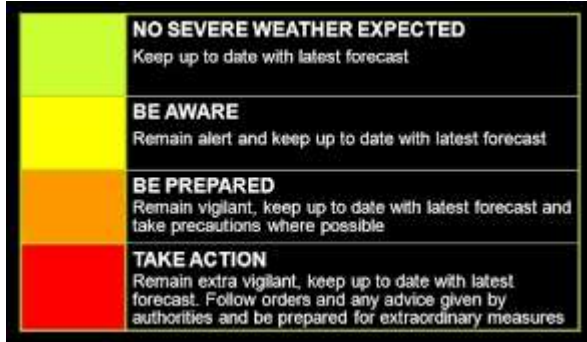 NO SEVERE WEATHER EXPECTED
Keep up to date with latest forecast
BE AWARE
Remain alert and keep up to date with latest forecast
BE PREPARED
Remain vigilant, keep up to date with latest forecast and
take precautions where possible
TAKE ACTION
Remain extra vigilant, keep up to date with latest
forecast. Follow orders and any advice given by
authorities and be prepared for extraordinary measures